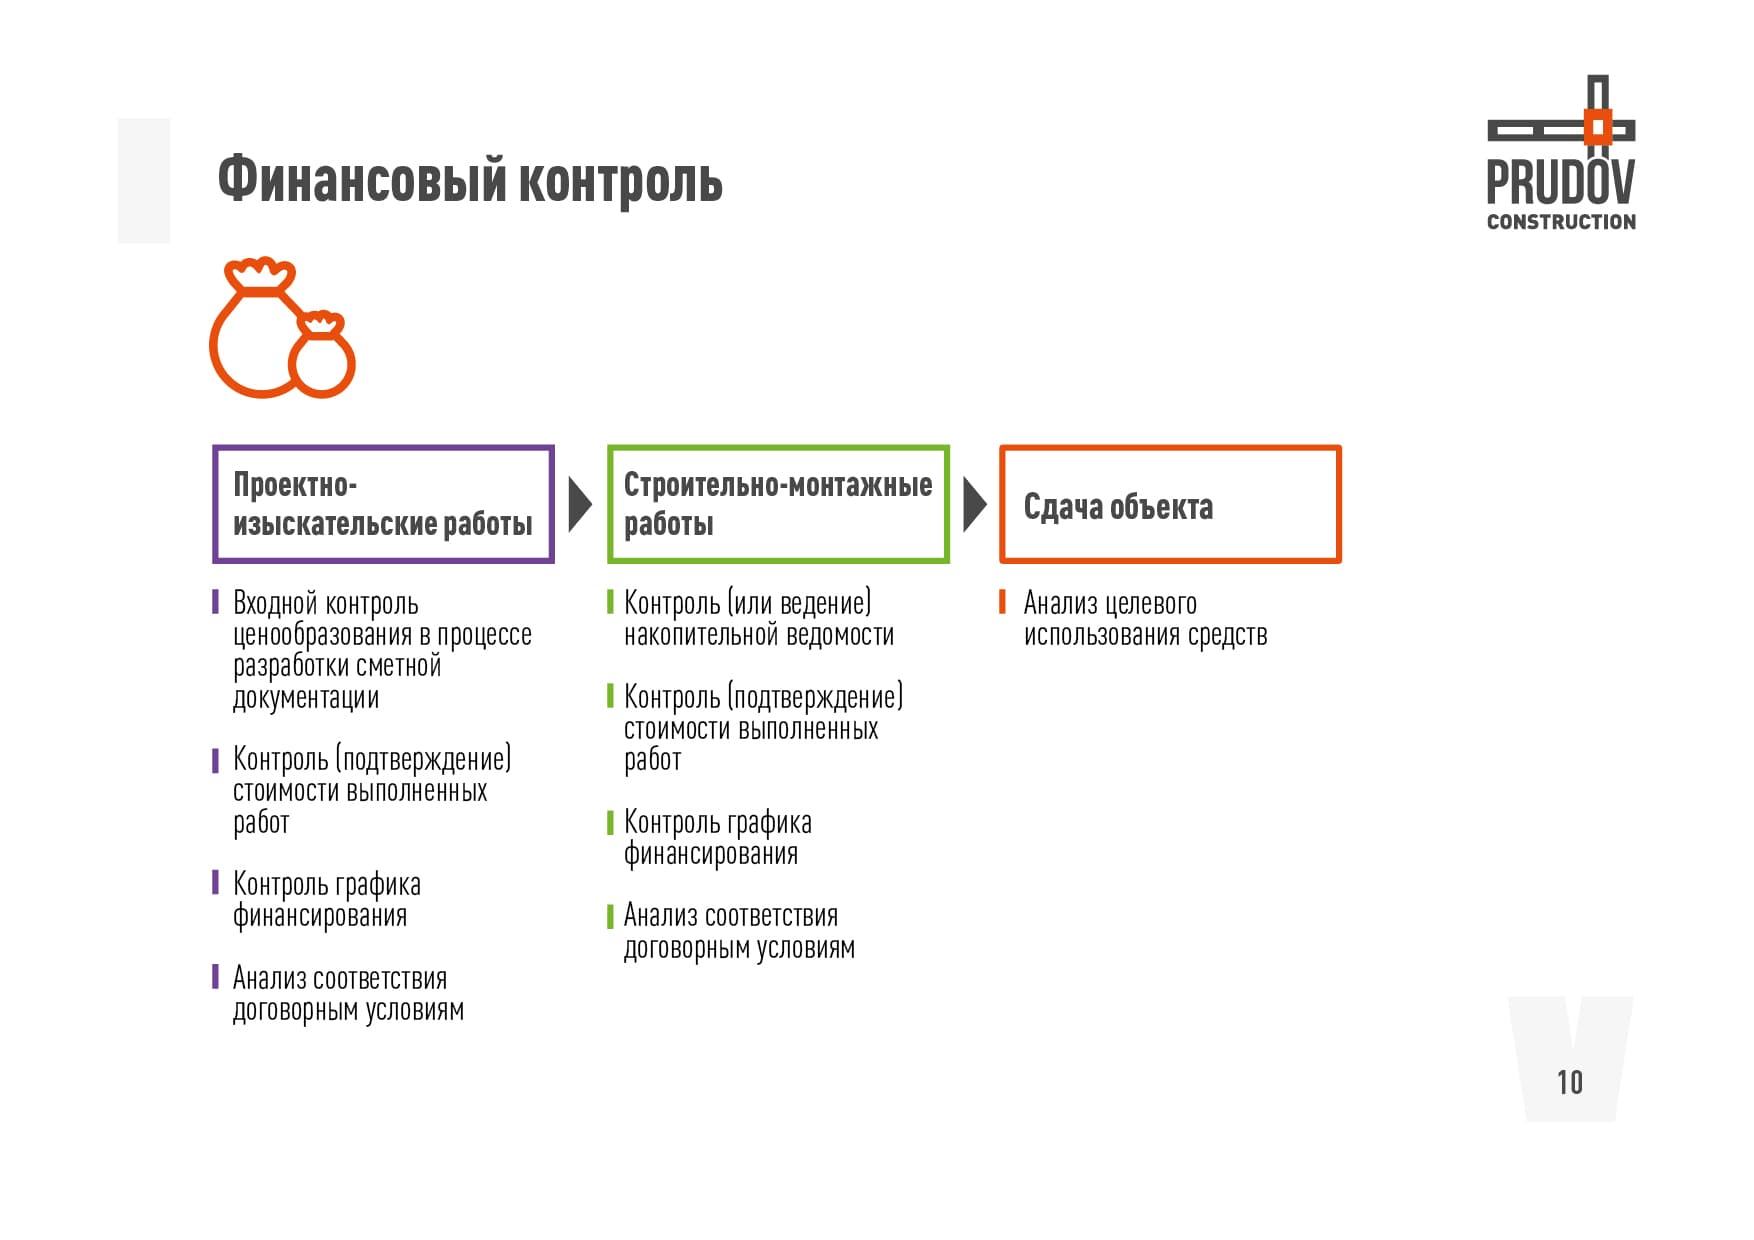 Финансовый контроль
PRUDOV
CONSTRUCTION
Проектно-
изыскательские работы
Входной контроль
ценообразования в процессе
разработки сметной
документации
Контроль (подтверждение)
стоимости выполненных
работ
Контроль графика
финансирования
Анализ соответствия
договорным условиям
Строительно-монтажные
работы
Контроль (или ведение)
накопительной ведомости
Контроль (подтверждение)
стоимости выполненных
работ
Контроль графика
финансирования
Анализ соответствия
договорным условиям
Сдача объекта
Анализ целевого
использования средств
10